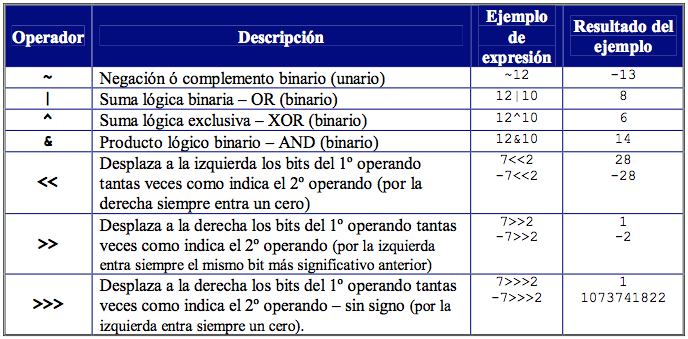 Operador Descripción Ejemplo de expresión Resultado del ejemplo
~ Negación ó complemento binario (unario) ~12 -13
| Suma lógica binaria – OR (binario) 12|10 8
^ Suma lógica exclusiva – XOR (binario) 12^10 6
& Producto lógico binario – AND (binario) 12&10 14
<< Desplaza a la izquierda los bits del 1º operando 7<<2 28
tantas veces como indica el 2º operando (por la -7<<2 -28
derecha siempre entra un cero)
>> Desplaza a la derecha los bits del 1º operando tantas 7>>2 1
veces como indica el 2º operando (por la izquierda -7>>2 -2
entra siempre el mismo bit más significativo anterior)
>>> Desplaza a la derecha los bits del 1º operando tantas 7>>>2 1
veces como indica el 2º operando – sin signo (por la -7>>>2 1073741822
izquierda entra siempre un cero).